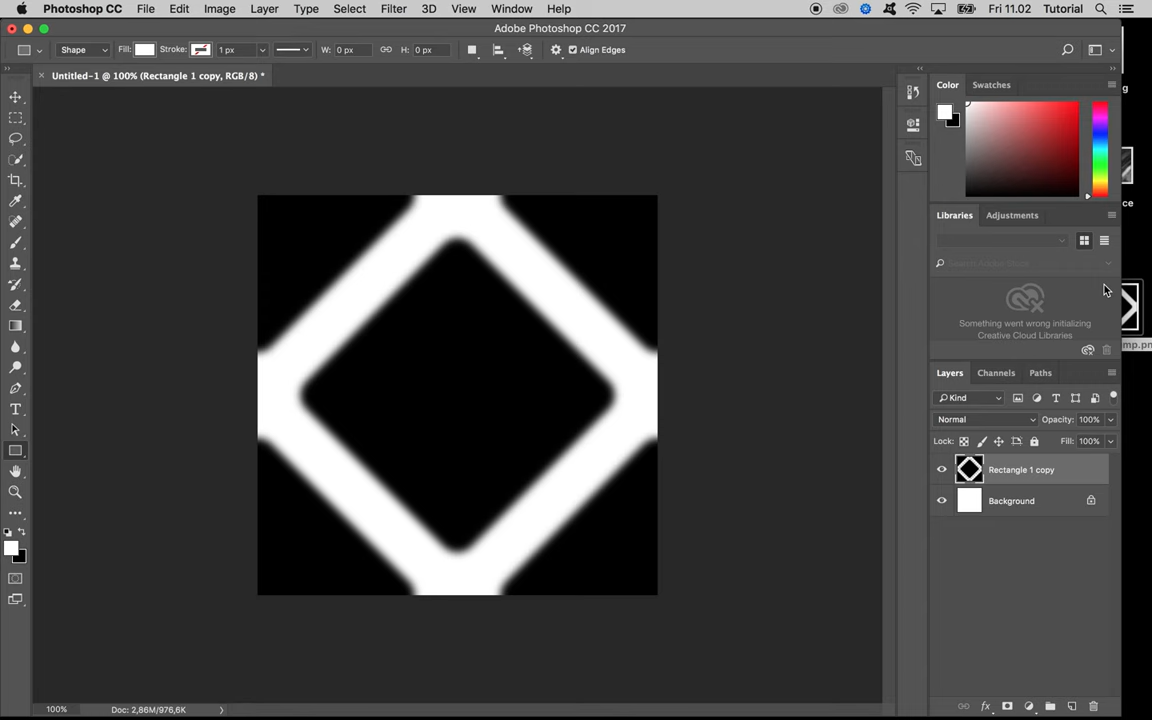 Photoshop CC File Edit Image Layer Type Select Filter 3D View Window Help Fri 11.02 Tutorial
Adobe Photoshop CC 2017
Shape Fill: Stroke: 1 px W: 0 px H: 0 px Align Edges
Untitled-1 @ 100% (Rectangle 1 copy, RGB/8) *
Color Swatches
Libraries Adjustments
Something went wrong initializing
Creative Cloud Libraries
mp.pn
Layers Channels Paths
Kind
Normal Opacity: 100%
Lock: Fill: 100%
Rectangle 1 copy
Background
fx
100% Doc: 2,86M/976,6K